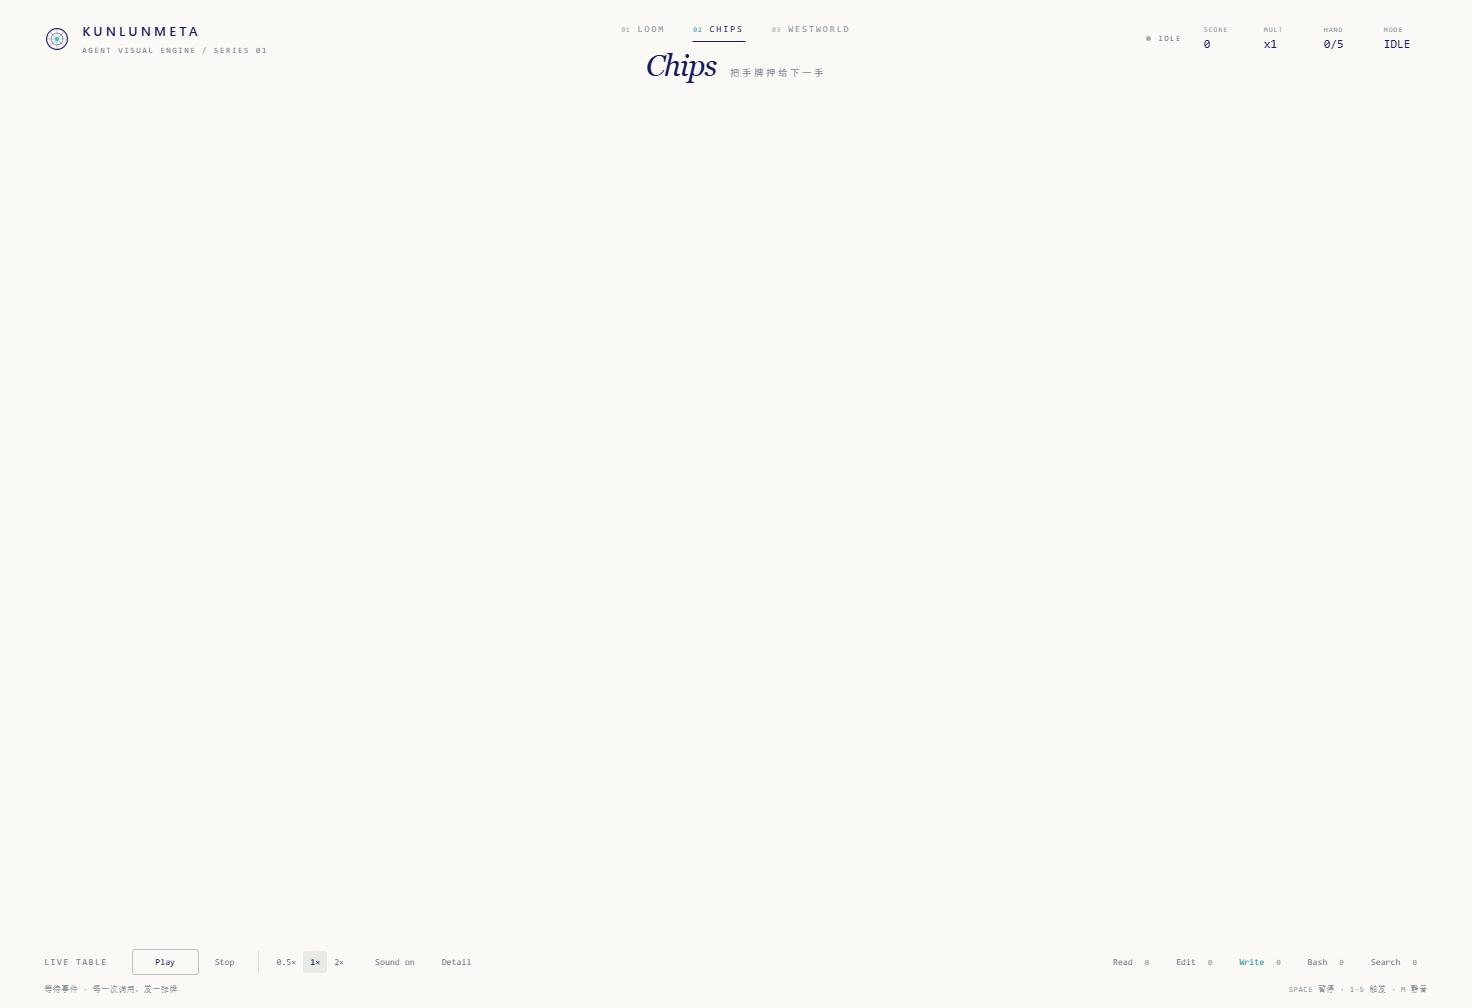 KUNLUNMETA
AGENT VISUAL ENGINE / SERIES 01
01 LOOM 02 CHIPS 03 WESTWORLD
Chips 把手牌押给下一手
IDLE
SCORE MULT HAND MODE
0 x1 0/5 IDLE
LIVE TABLE Play Stop 0.5× 1× 2× Sound on Detail
Read 0 Edit 0 Write 0 Bash 0 Search 0
等待事件 · 每一次调用，发一张牌
SPACE 暂停 · 1-5 触发 · M 静音